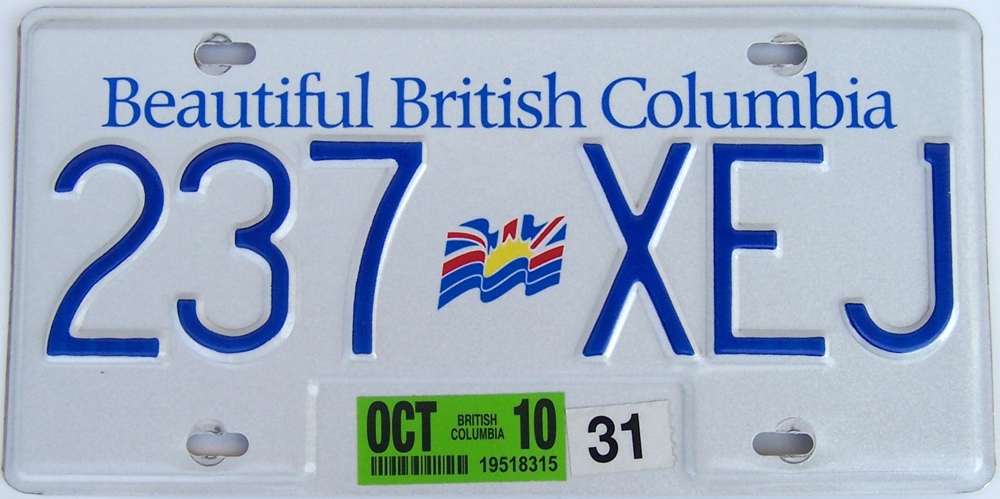 Beautiful British Columbia
237 XEJ
OCT BRITISH COLUMBIA 10 31
19518315